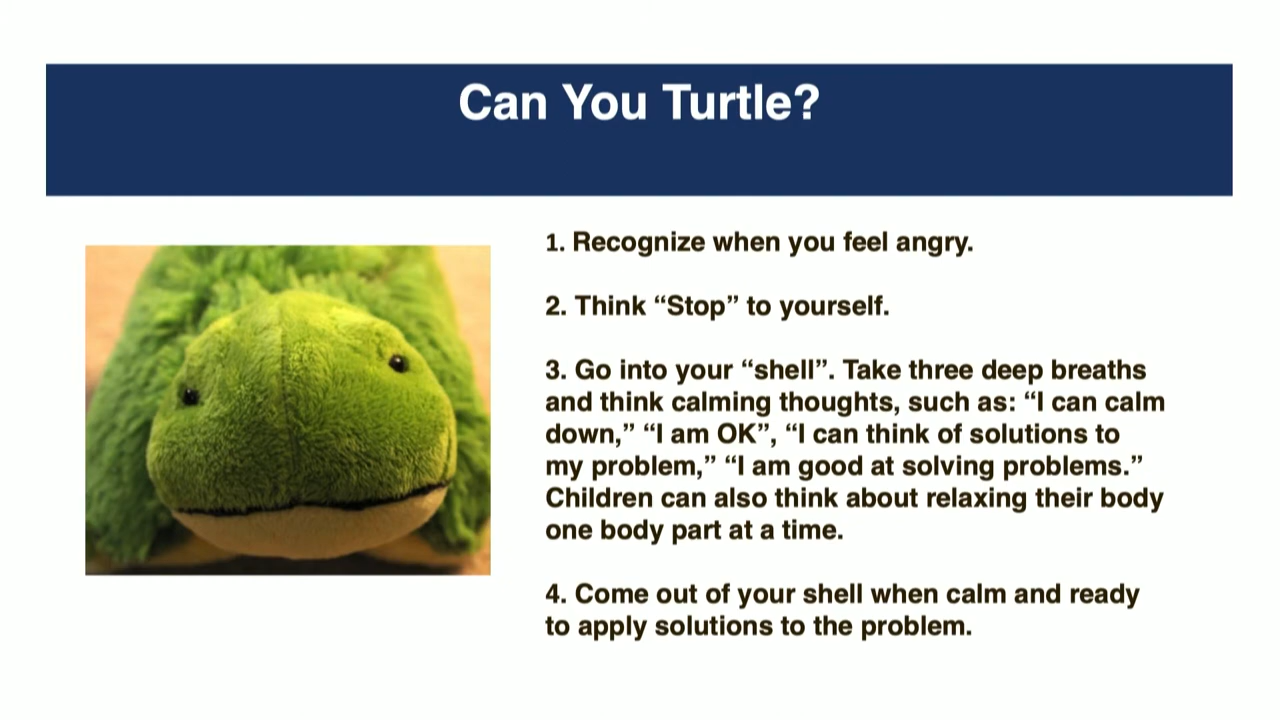 Can You Turtle?
1. Recognize when you feel angry.
2. Think “Stop” to yourself.
3. Go into your “shell”. Take three deep breaths
and think calming thoughts, such as: “I can calm
down,” “I am OK”, “I can think of solutions to
my problem,” “I am good at solving problems.”
Children can also think about relaxing their body
one body part at a time.
4. Come out of your shell when calm and ready
to apply solutions to the problem.